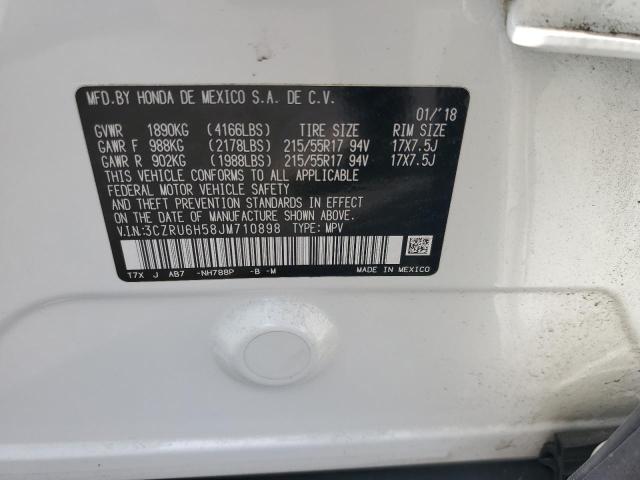 MFD.BY HONDA DE MEXICO S.A. DE C.V.
01/'18
GVWR 1890KG (4166LBS) TIRE SIZE RIM SIZE
GAWR F 988KG (2178LBS) 215/55R17 94V 17X7.5J
GAWR R 902KG (1988LBS) 215/55R17 94V 17X7.5J
THIS VEHICLE CONFORMS TO ALL APPLICABLE
FEDERAL MOTOR VEHICLE SAFETY
AND THEFT PREVENTION STANDARDS IN EFFECT
ON THE DATE OF MANUFACTURE SHOWN ABOVE.
V.I.N:3CZRU6H58JM710898 TYPE: MPV
T7X J AB7 -NH788P -B -M
MADE IN MEXICO